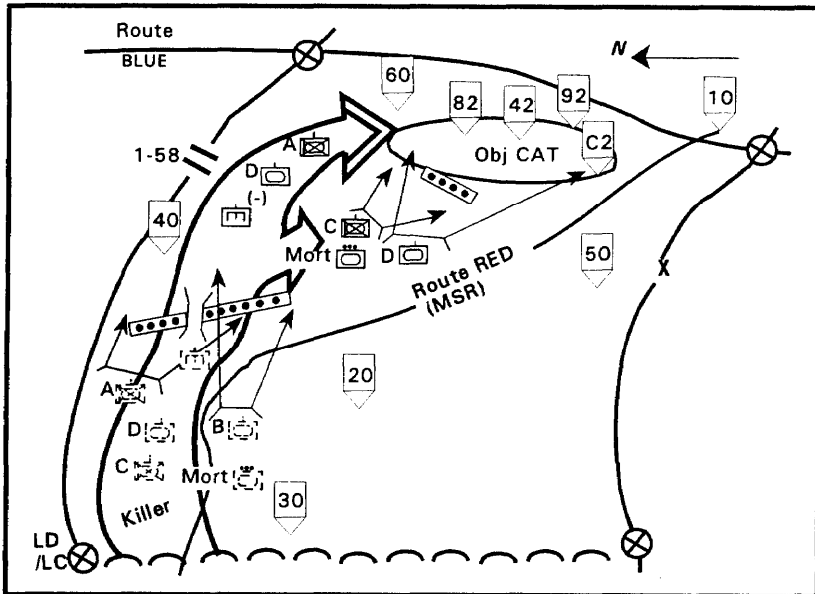 Route
BLUE
N
60
82
42
92
10
A
1-58
Obj CAT
C2
D
(-)
E
40
C
Mort
D
Route RED
(MSR)
50
X
E
A
20
D
B
C
Mort
Killer
30
LD
/LC